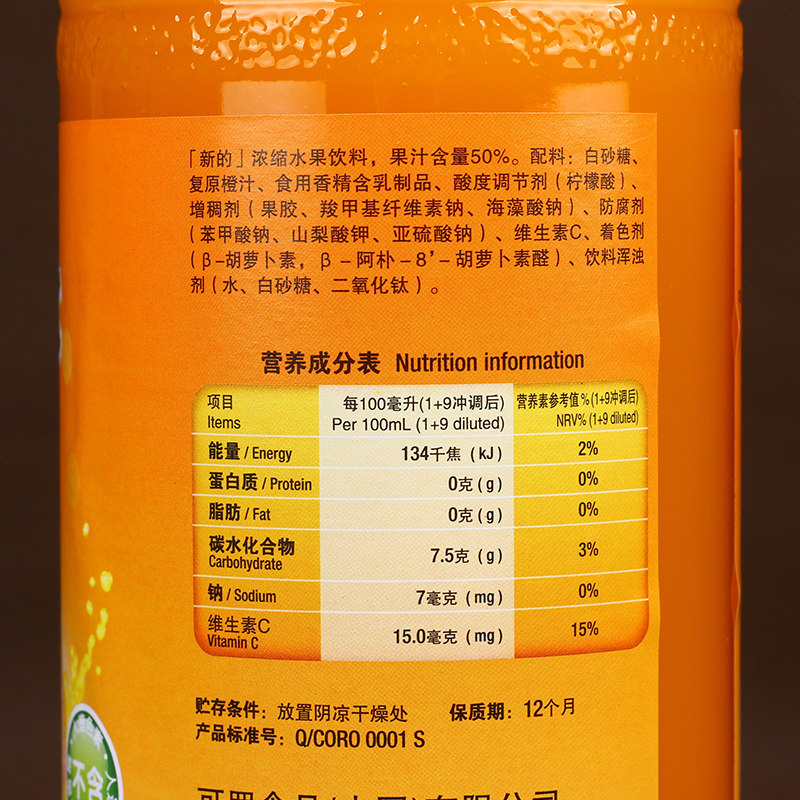 「新的」浓缩水果饮料，果汁含量50%。配料：白砂糖、
复原橙汁、食用香精含乳制品、酸度调节剂（柠檬酸）、
增稠剂（果胶、羧甲基纤维素钠、海藻酸钠）、防腐剂
（苯甲酸钠、山梨酸钾、亚硫酸钠）、维生素C、着色剂
（β-胡萝卜素，β－阿朴－8’－胡萝卜素醛）、饮料浑浊
剂（水、白砂糖、二氧化钛）。
营养成分表 Nutrition information
项目 每100毫升(1+9冲调后) 营养素参考值%(1+9冲调后)
Items Per 100mL (1+9 diluted) NRV% (1+9 diluted)
能量 / Energy 134千焦（kJ） 2%
蛋白质 / Protein 0克(g) 0%
脂肪 / Fat 0克(g) 0%
碳水化合物
Carbohydrate 7.5克（g） 3%
钠 / Sodium 7毫克（mg） 0%
维生素C
Vitamin C 15.0毫克（mg） 15%
贮存条件：放置阴凉干燥处 保质期：12个月
产品标准号：Q/CORO 0001 S
不含